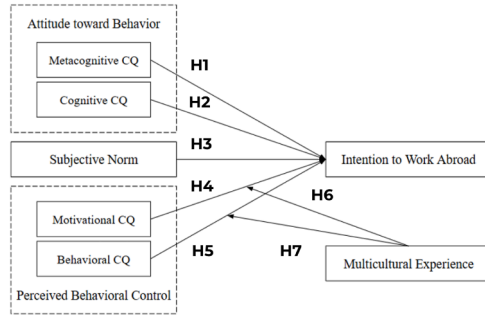 Attitude toward Behavior
Metacognitive CQ
H1
Cognitive CQ
H2
H3
Subjective Norm
Intention to Work Abroad
H4
H6
Motivational CQ
H5
H7
Behavioral CQ
Multicultural Experience
Perceived Behavioral Control